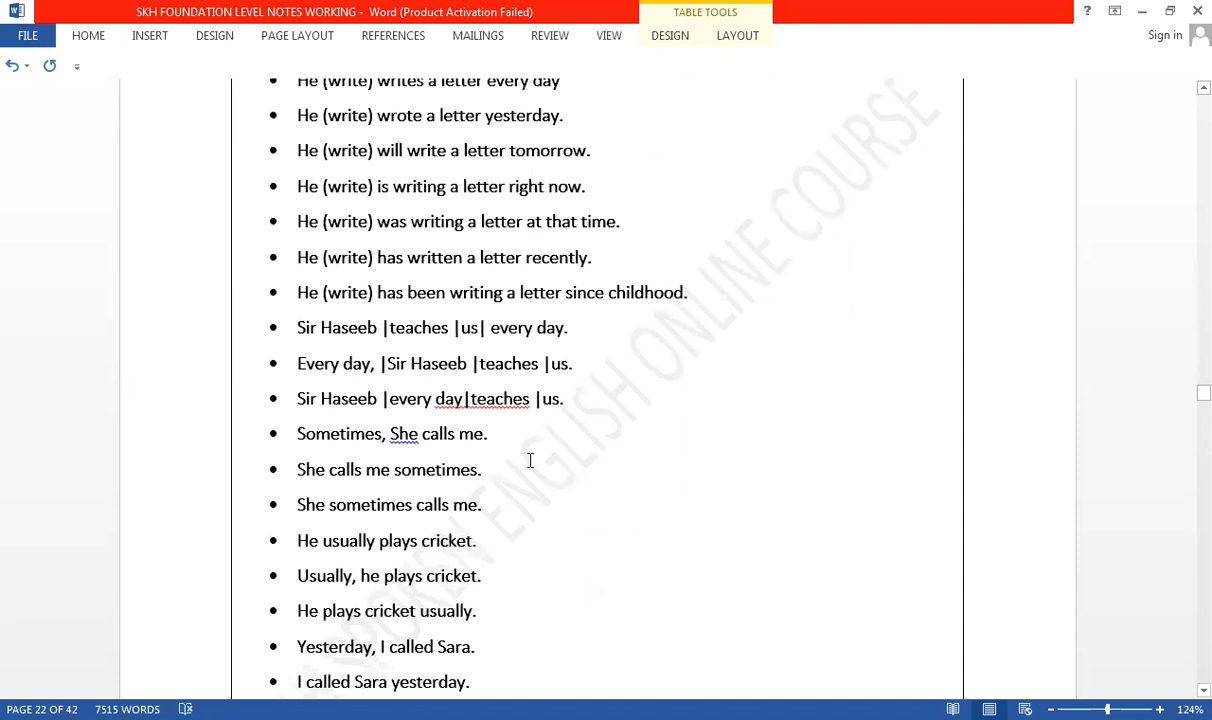 SKH FOUNDATION LEVEL NOTES WORKING - Word (Product Activation Failed)
TABLE TOOLS
?
FILE HOME INSERT DESIGN PAGE LAYOUT REFERENCES MAILINGS REVIEW VIEW DESIGN LAYOUT Sign in
He (write) writes a letter every day
He (write) wrote a letter yesterday.
He (write) will write a letter tomorrow.
He (write) is writing a letter right now.
He (write) was writing a letter at that time.
He (write) has written a letter recently.
He (write) has been writing a letter since childhood.
Sir Haseeb |teaches |us| every day.
Every day, |Sir Haseeb |teaches |us.
Sir Haseeb |every day|teaches |us.
Sometimes, She calls me.
She calls me sometimes.
She sometimes calls me.
He usually plays cricket.
Usually, he plays cricket.
He plays cricket usually.
Yesterday, I called Sara.
I called Sara yesterday.
SPOKEN ENGLISH ONLINE COURSE
PAGE 22 OF 42 7515 WORDS 124%